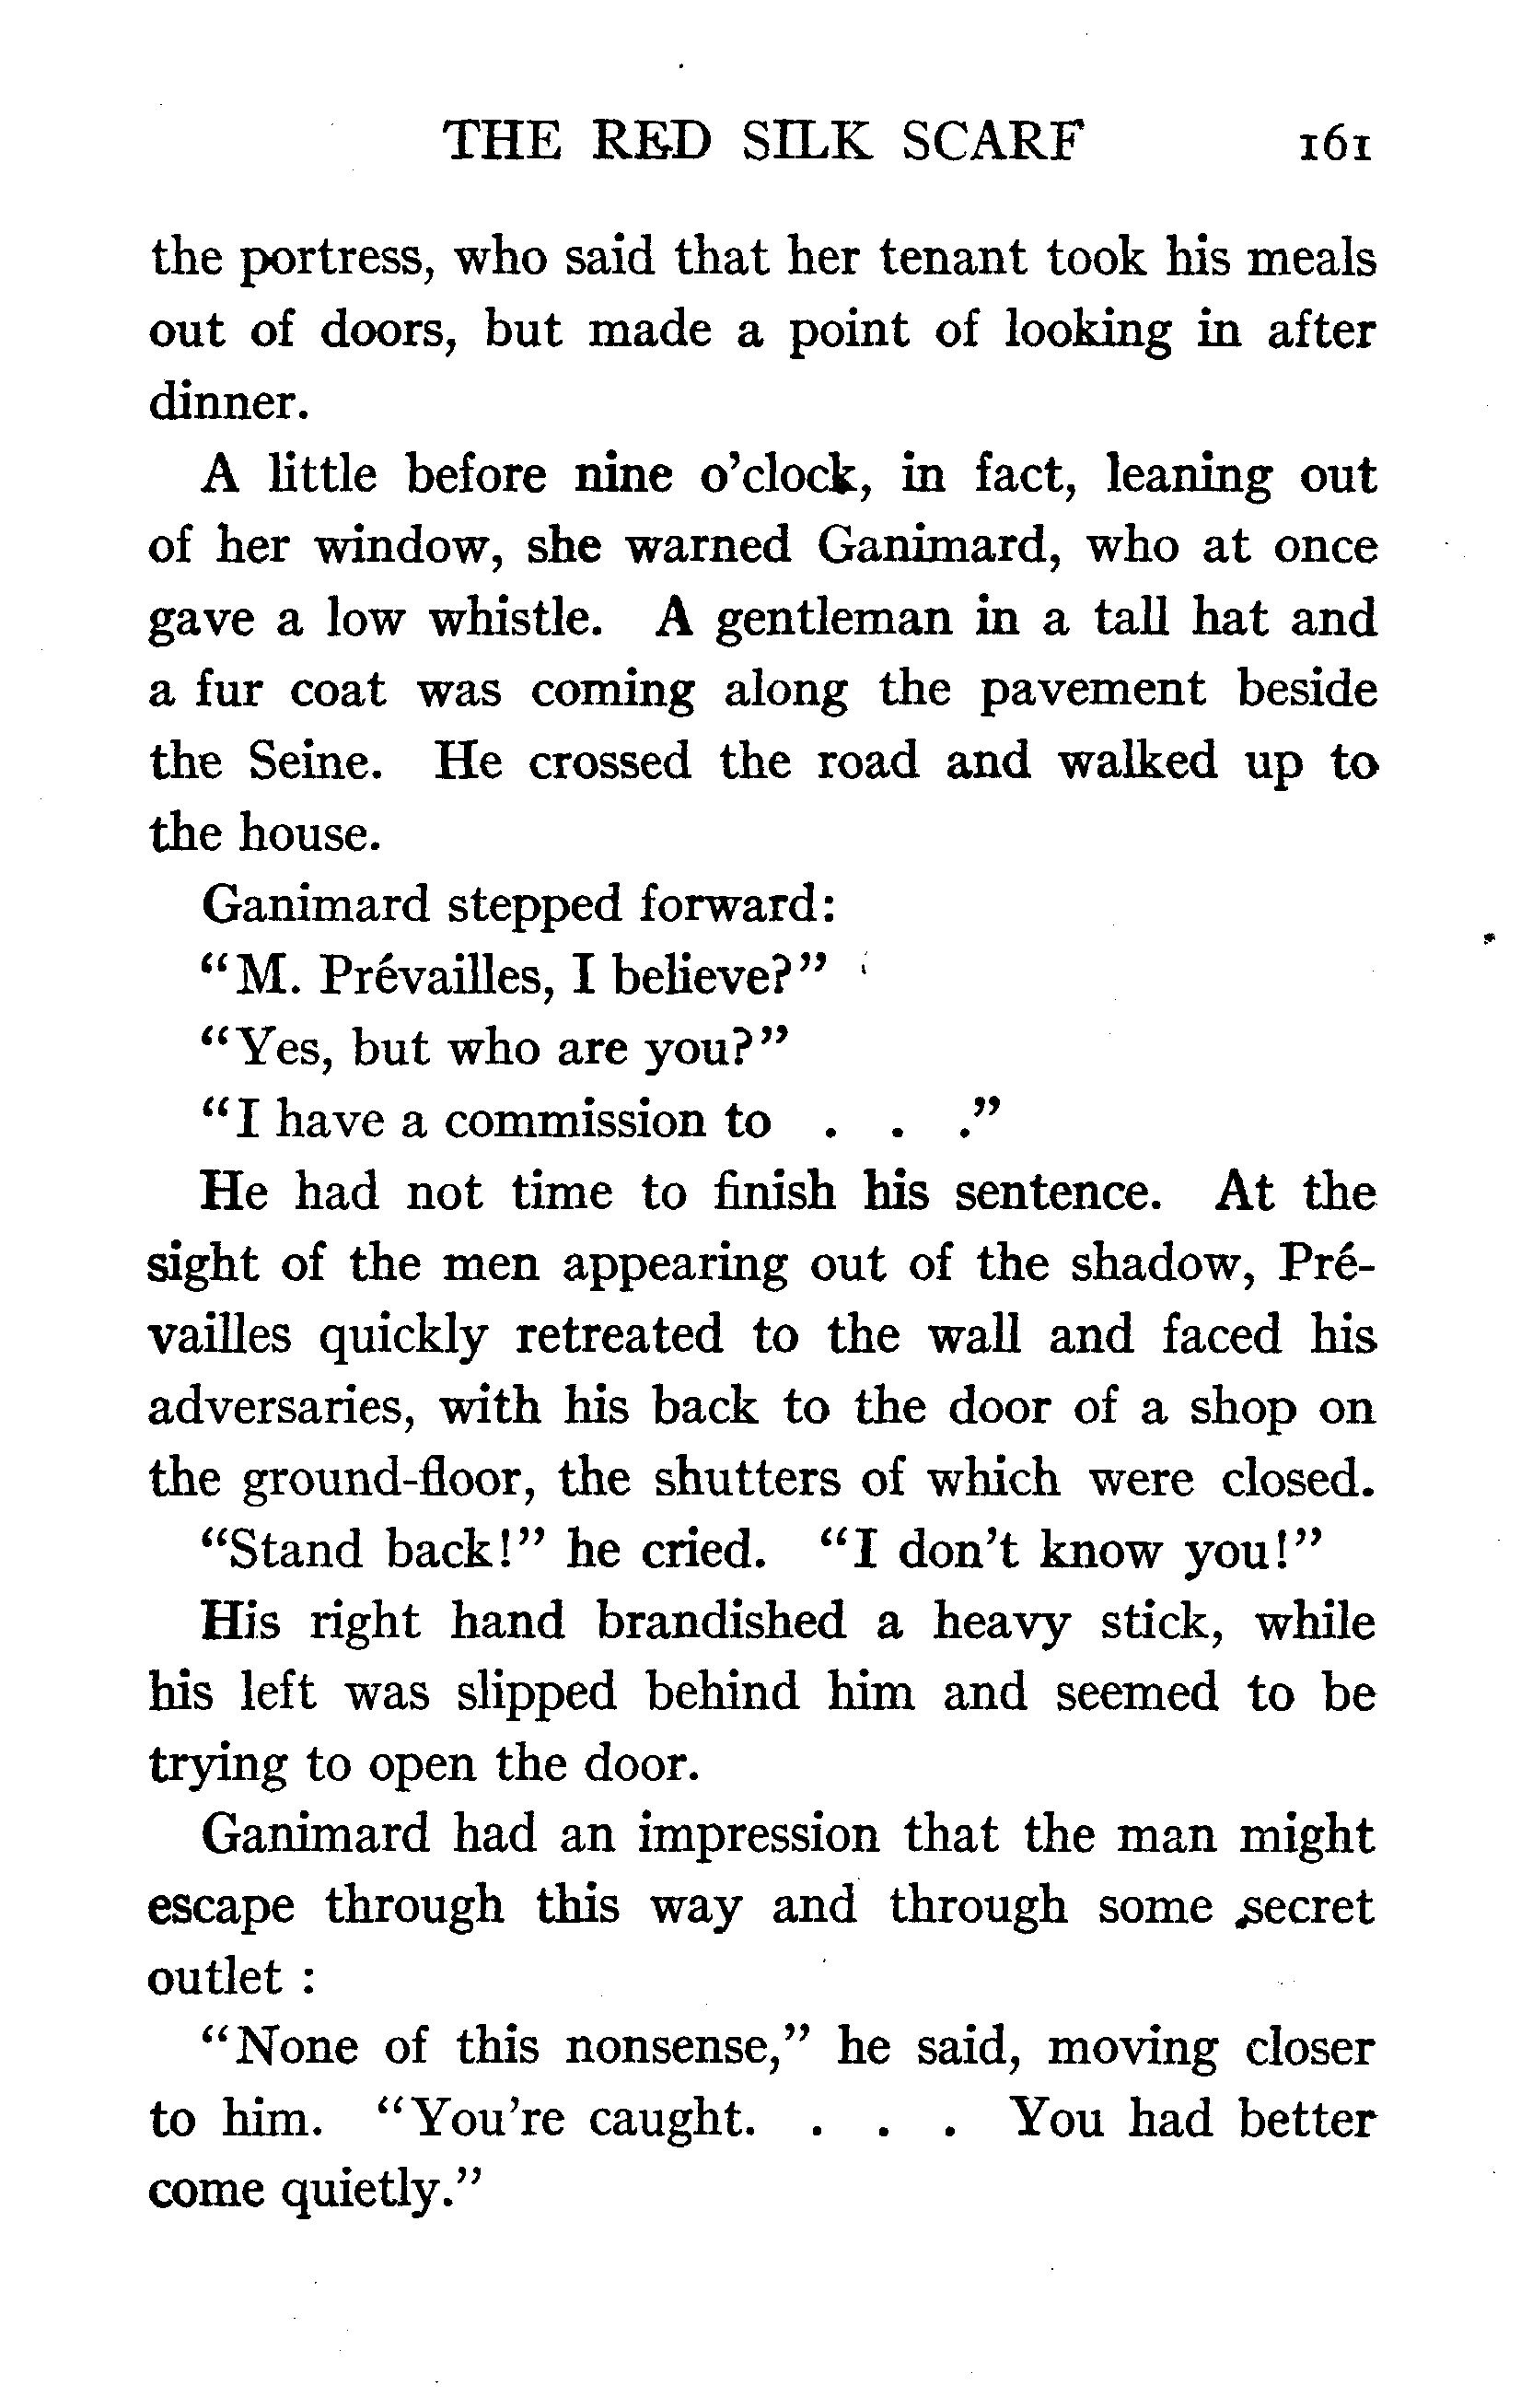 THE RED SILK SCARF 161
the portress, who said that her tenant took his meals
out of doors, but made a point of looking in after
dinner.
A little before nine o'clock, in fact, leaning out
of her window, she warned Ganimard, who at once
gave a low whistle. A gentleman in a tall hat and
a fur coat was coming along the pavement beside
the Seine. He crossed the road and walked up to
the house.
Ganimard stepped forward:
"M. Prévailles, I believe?"
"Yes, but who are you?"
"I have a commission to . . ."
He had not time to finish his sentence. At the
sight of the men appearing out of the shadow, Pré-
vailles quickly retreated to the wall and faced his
adversaries, with his back to the door of a shop on
the ground-floor, the shutters of which were closed.
"Stand back!" he cried. "I don't know you!"
His right hand brandished a heavy stick, while
his left was slipped behind him and seemed to be
trying to open the door.
Ganimard had an impression that the man might
escape through this way and through some secret
outlet :
"None of this nonsense," he said, moving closer
to him. "You're caught. . . . You had better
come quietly."